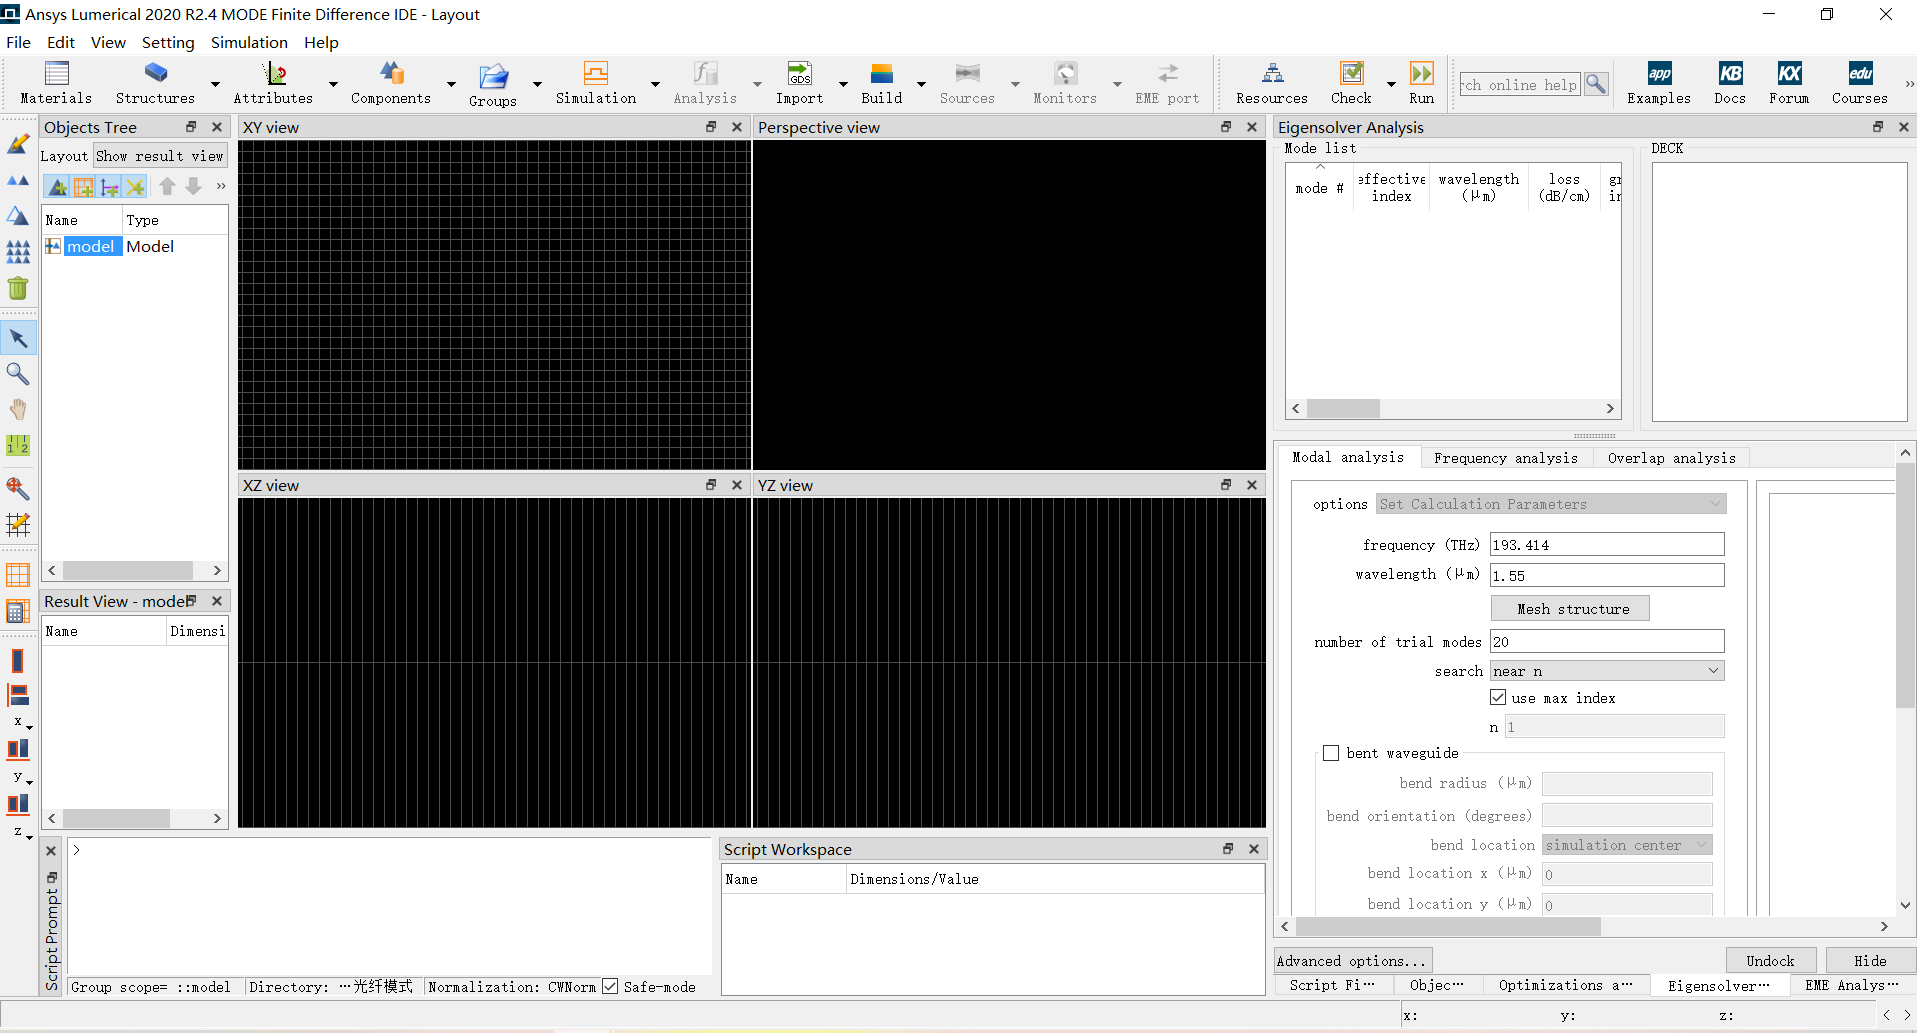 Ansys Lumerical 2020 R2.4 MODE Finite Difference IDE - Layout
File Edit View Setting Simulation Help
Materials Structures Attributes Components Groups Simulation Analysis Import Build Sources Monitors EME port Resources Check Run
GDS
rch online help
app KB KX edu
Examples Docs Forum Courses
Objects Tree
Layout Show result view
Name Type
model Model
Result View - model
Name Dimensi
x
y
z
XY view
Perspective view
XZ view
YZ view
Script Prompt
>
Group scope= ::model Directory: …光纤模式 Normalization: CWNorm Safe-mode
Script Workspace
Name Dimensions/Value
Eigensolver Analysis
Mode list
mode # effective index wavelength (μm) loss (dB/cm) gr in
DECK
Modal analysis Frequency analysis Overlap analysis
options Set Calculation Parameters
frequency (THz) 193.414
wavelength (μm) 1.55
Mesh structure
number of trial modes 20
search near n
use max index
n 1
bent waveguide
bend radius (μm)
bend orientation (degrees)
bend location simulation center
bend location x (μm) 0
bend location y (μm) 0
Advanced options... Undock Hide
Script Fi… Objec… Optimizations a… Eigensolver… EME Analys…
x: y: z: